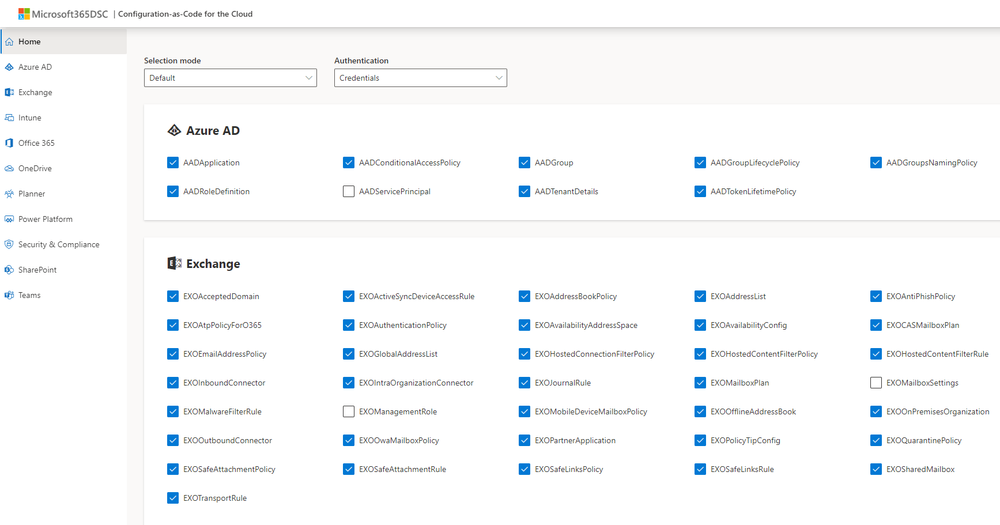 Microsoft365DSC | Configuration-as-Code for the Cloud
Home
Azure AD
Exchange
Intune
Office 365
OneDrive
Planner
Power Platform
Security & Compliance
SharePoint
Teams
Selection mode Authentication
Default Credentials
Azure AD
AADApplication AADConditionalAccessPolicy AADGroup AADGroupLifecyclePolicy AADGroupsNamingPolicy
AADRoleDefinition AADServicePrincipal AADTenantDetails AADTokenLifetimePolicy
Exchange
EXOAcceptedDomain EXOActiveSyncDeviceAccessRule EXOAddressBookPolicy EXOAddressList EXOAntiPhishPolicy
EXOAtpPolicyForO365 EXOAuthenticationPolicy EXOAvailabilityAddressSpace EXOAvailabilityConfig EXOCASMailboxPlan
EXOEmailAddressPolicy EXOGlobalAddressList EXOHostedConnectionFilterPolicy EXOHostedContentFilterPolicy EXOHostedContentFilterRule
EXOInboundConnector EXOIntraOrganizationConnector EXOJournalRule EXOMailboxPlan EXOMailboxSettings
EXOMalwareFilterRule EXOManagementRole EXOMobileDeviceMailboxPolicy EXOOfflineAddressBook EXOOnPremisesOrganization
EXOOutboundConnector EXOOwaMailboxPolicy EXOPartnerApplication EXOPolicyTipConfig EXOQuarantinePolicy
EXOSafeAttachmentPolicy EXOSafeAttachmentRule EXOSafeLinksPolicy EXOSafeLinksRule EXOSharedMailbox
EXOTransportRule